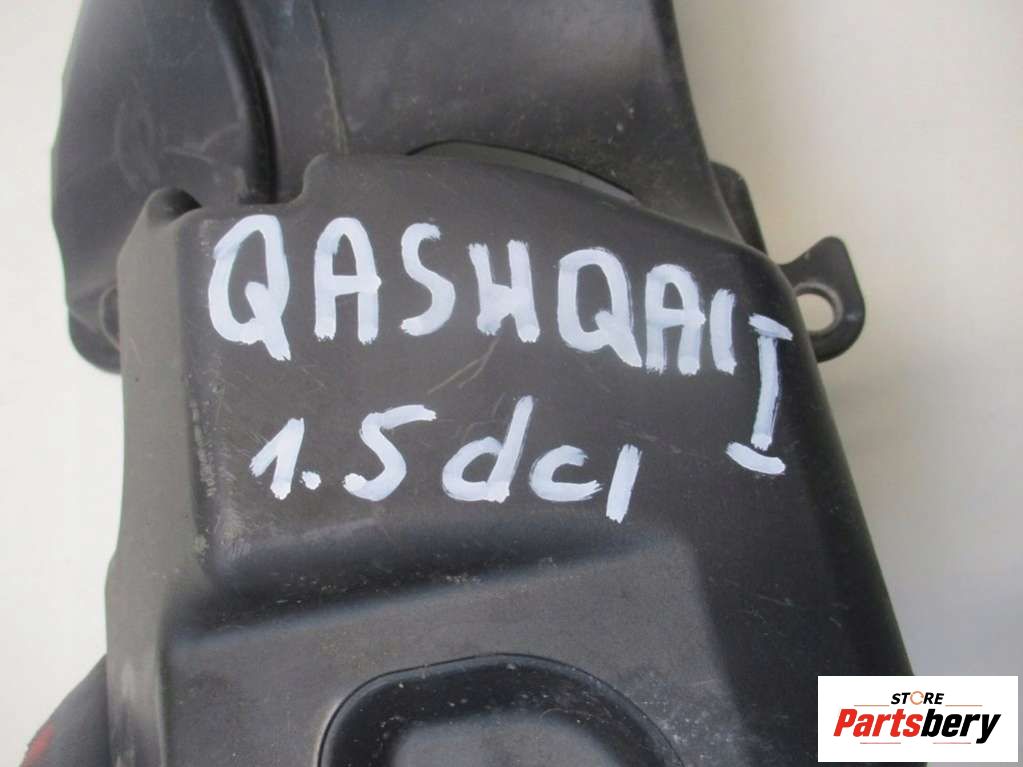 QASHQAI I
1.5 dcI
STORE
Partsbery